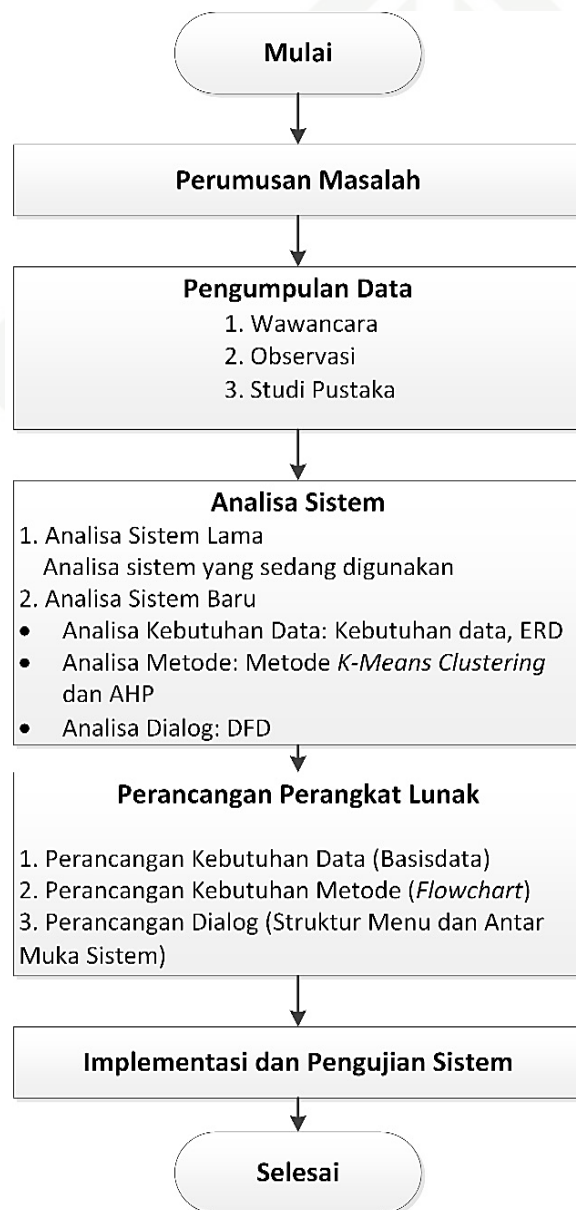 Mulai
Perumusan Masalah
Pengumpulan Data
1. Wawancara
2. Observasi
3. Studi Pustaka
Analisa Sistem
1. Analisa Sistem Lama
Analisa sistem yang sedang digunakan
2. Analisa Sistem Baru
• Analisa Kebutuhan Data: Kebutuhan data, ERD
• Analisa Metode: Metode K-Means Clustering
dan AHP
• Analisa Dialog: DFD
Perancangan Perangkat Lunak
1. Perancangan Kebutuhan Data (Basisdata)
2. Perancangan Kebutuhan Metode (Flowchart)
3. Perancangan Dialog (Struktur Menu dan Antar
Muka Sistem)
Implementasi dan Pengujian Sistem
Selesai